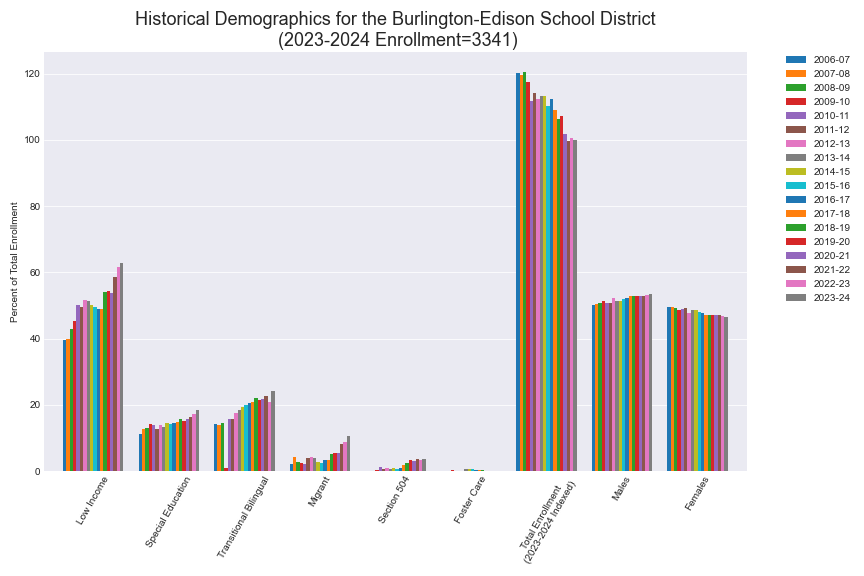 Historical Demographics for the Burlington-Edison School District
(2023-2024 Enrollment=3341)
Percent of Total Enrollment
120
100
80
60
40
20
0
Low Income
Special Education
Transitional Bilingual
Migrant
Section 504
Foster Care
Total Enrollment
(2023-2024 Indexed)
Males
Females
2006-07
2007-08
2008-09
2009-10
2010-11
2011-12
2012-13
2013-14
2014-15
2015-16
2016-17
2017-18
2018-19
2019-20
2020-21
2021-22
2022-23
2023-24